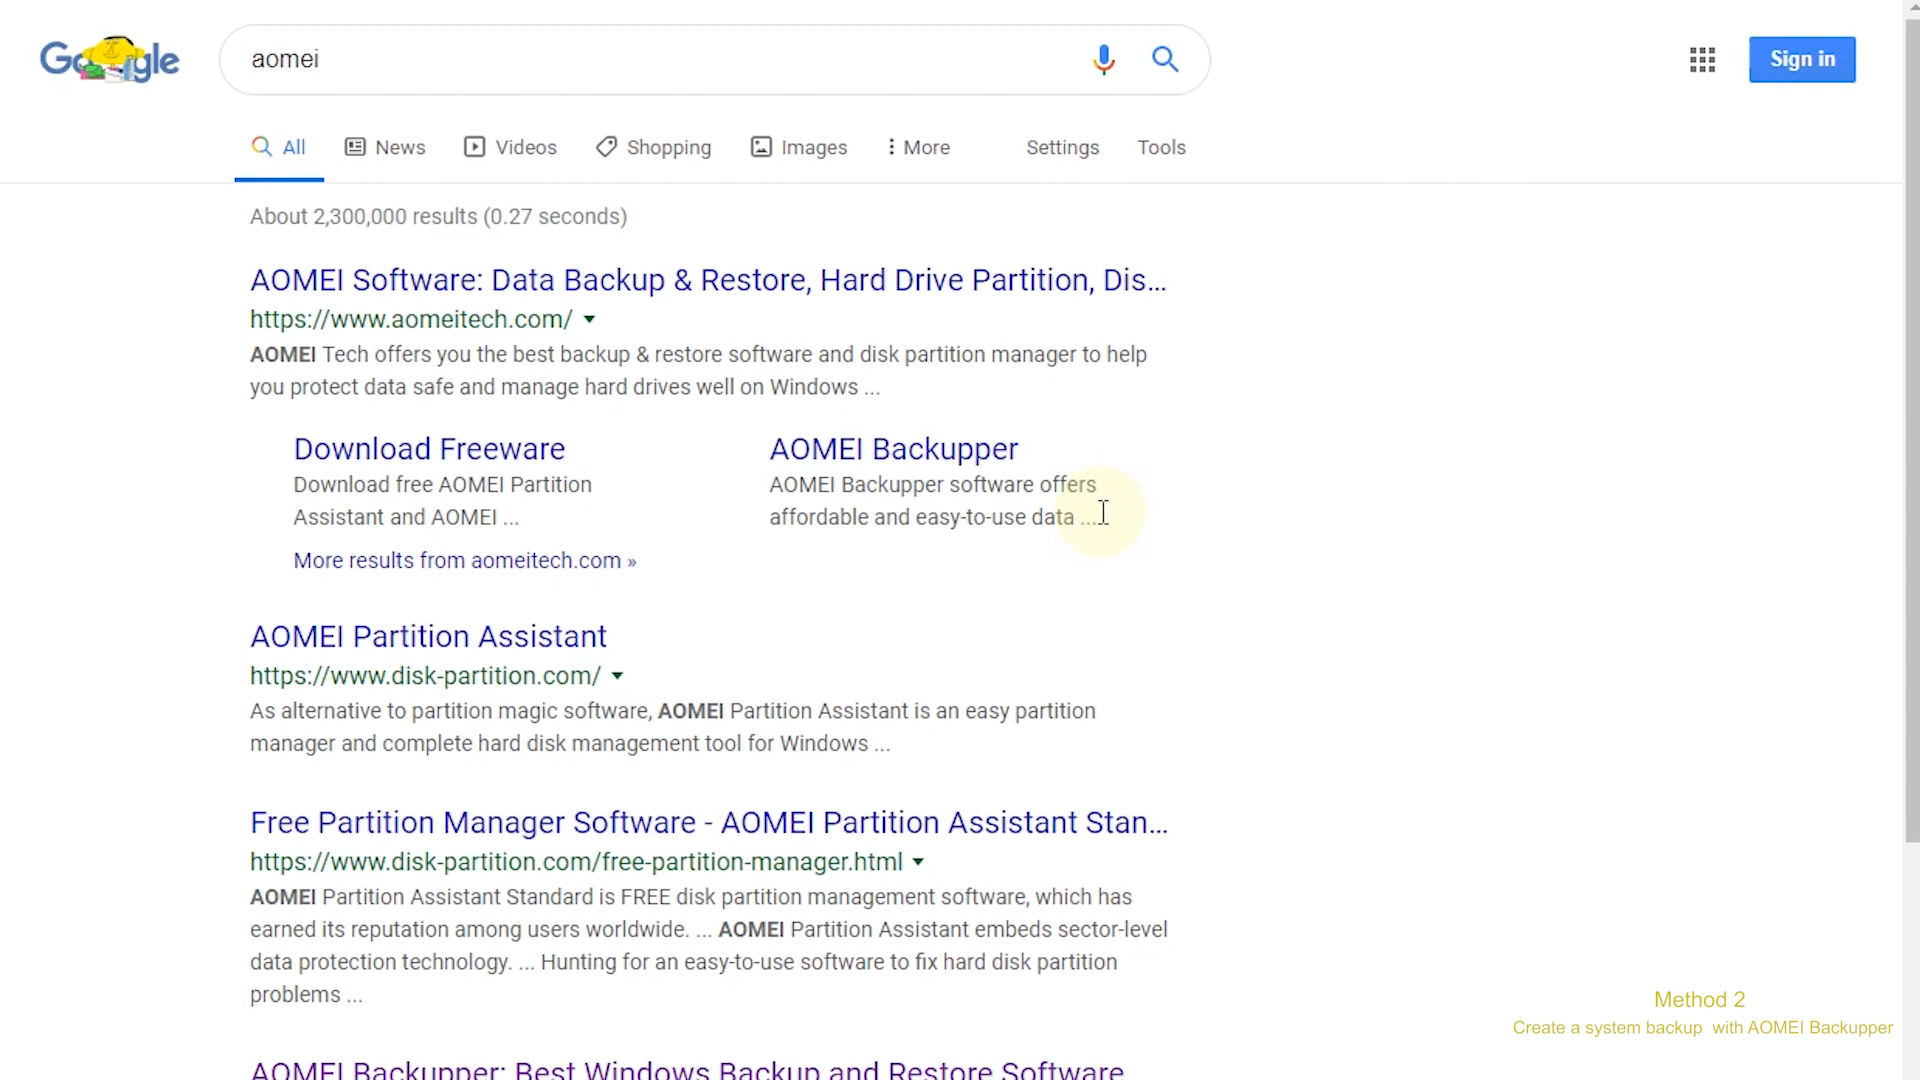 Google
aomei
Sign in
All
News
Videos
Shopping
Images
More
Settings
Tools
About 2,300,000 results (0.27 seconds)
AOMEI Software: Data Backup & Restore, Hard Drive Partition, Dis...
https://www.aomeitech.com/
AOMEI Tech offers you the best backup & restore software and disk partition manager to help
you protect data safe and manage hard drives well on Windows ...
Download Freeware
Download free AOMEI Partition
Assistant and AOMEI ...
AOMEI Backupper
AOMEI Backupper software offers
affordable and easy-to-use data ...
More results from aomeitech.com »
AOMEI Partition Assistant
https://www.disk-partition.com/
As alternative to partition magic software, AOMEI Partition Assistant is an easy partition
manager and complete hard disk management tool for Windows ...
Free Partition Manager Software - AOMEI Partition Assistant Stan...
https://www.disk-partition.com/free-partition-manager.html
AOMEI Partition Assistant Standard is FREE disk partition management software, which has
earned its reputation among users worldwide. ... AOMEI Partition Assistant embeds sector-level
data protection technology. ... Hunting for an easy-to-use software to fix hard disk partition
problems ...
Method 2
Create a system backup with AOMEI Backupper
AOMEI Backupper: Best Windows Backup and Restore Software